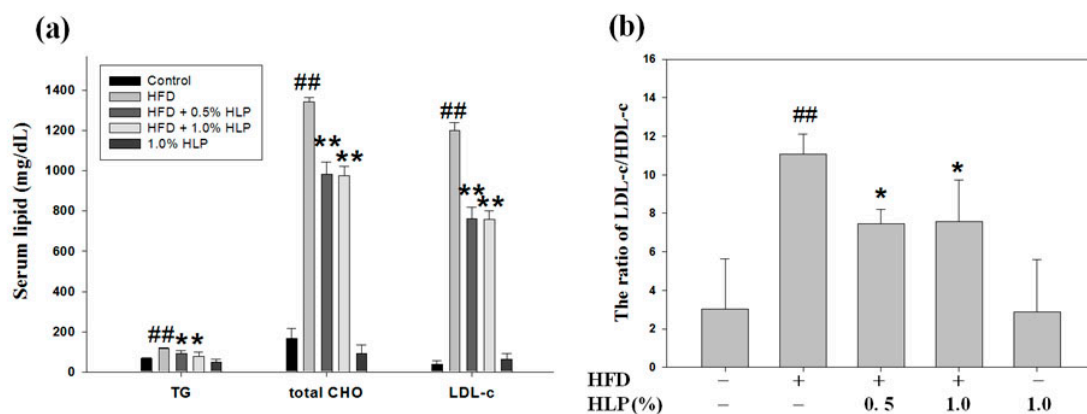 (a)
Serum lipid (mg/dL)
1400
1200
1000
800
600
400
200
0
Control
HFD
HFD + 0.5% HLP
HFD + 1.0% HLP
1.0% HLP
## * *
## ** **
## ** **
TG total CHO LDL-c
(b)
The ratio of LDL-c/HDL-c
16
14
12
10
8
6
4
2
0
## * *
HFD − + + + −
HLP(%) − − 0.5 1.0 1.0